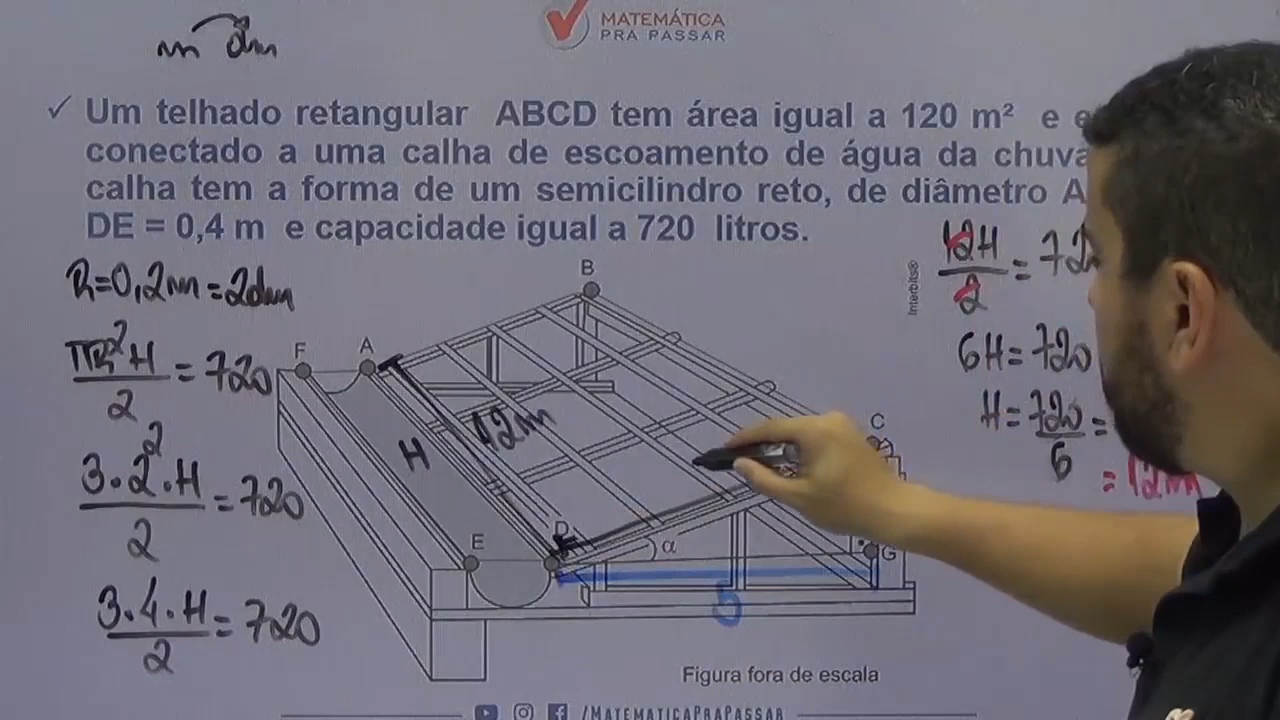 MATEMÁTICA
PRA PASSAR
m dm
✓ Um telhado retangular ABCD tem área igual a 120 m² e
conectado a uma calha de escoamento de água da chuva
calha tem a forma de um semicilindro reto, de diâmetro A
DE = 0,4 m e capacidade igual a 720 litros.
R=0,2m=2dm
πR²H/2 = 720
3·2²·H/2 = 720
3·4·H/2 = 720
12H/2 = 72
6H=720
H=720/6=
=12m
Interbits®
B
F
A
H
12m
C
E
D
α
G
5
Figura fora de escala
/MATEMATICAPRAPASSAR